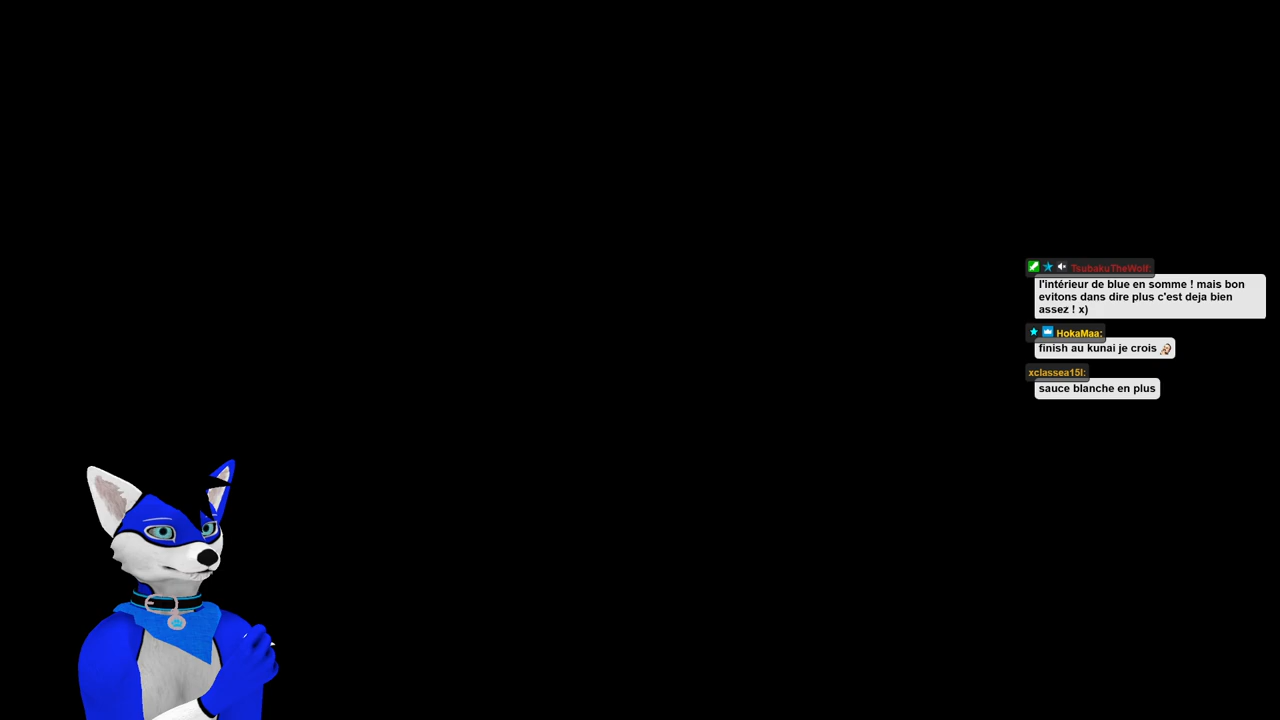 TsubakuTheWolf:
l'intérieur de blue en somme ! mais bon
evitons dans dire plus c'est deja bien
assez ! x)
HokaMaa:
finish au kunai je crois
xclassea15l:
sauce blanche en plus